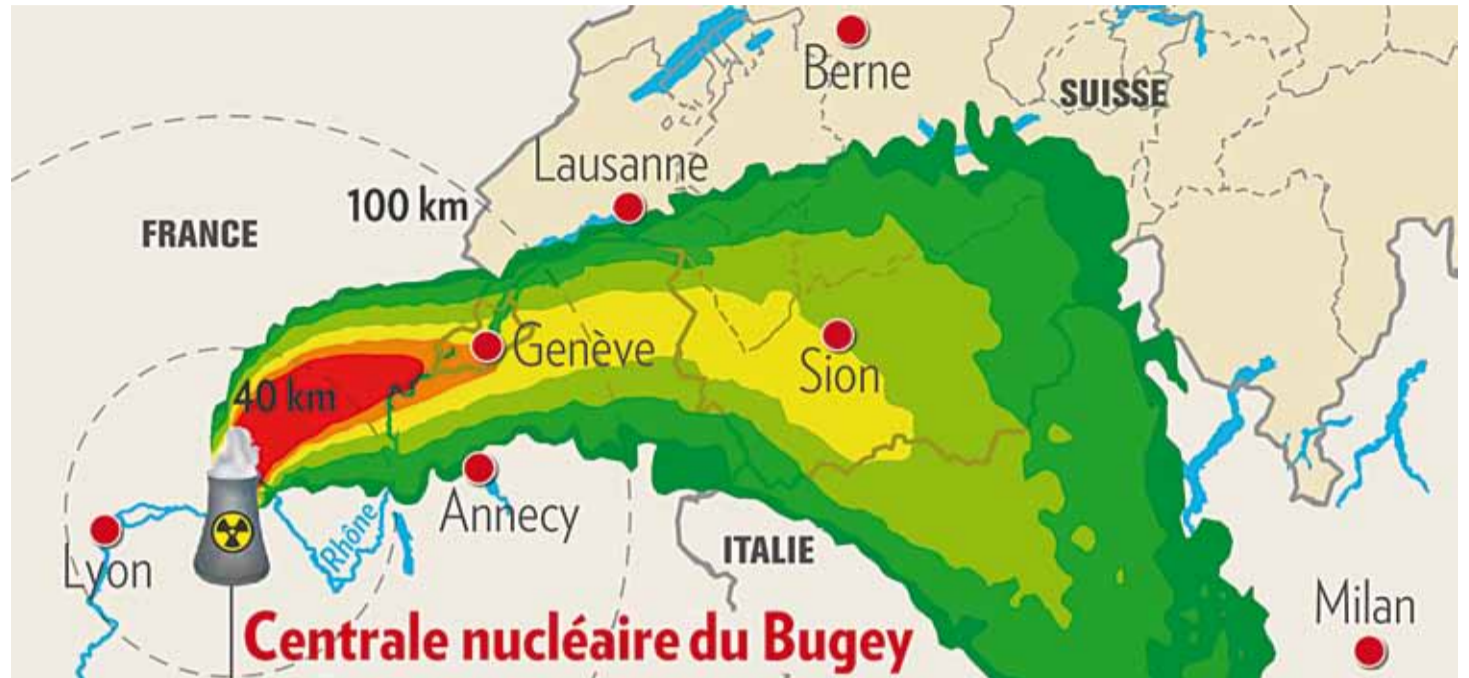 Berne
SUISSE
Lausanne
100 km
FRANCE
Genève
Sion
40 km
Annecy
Rhône
Lyon
ITALIE
Milan
Centrale nucléaire du Bugey